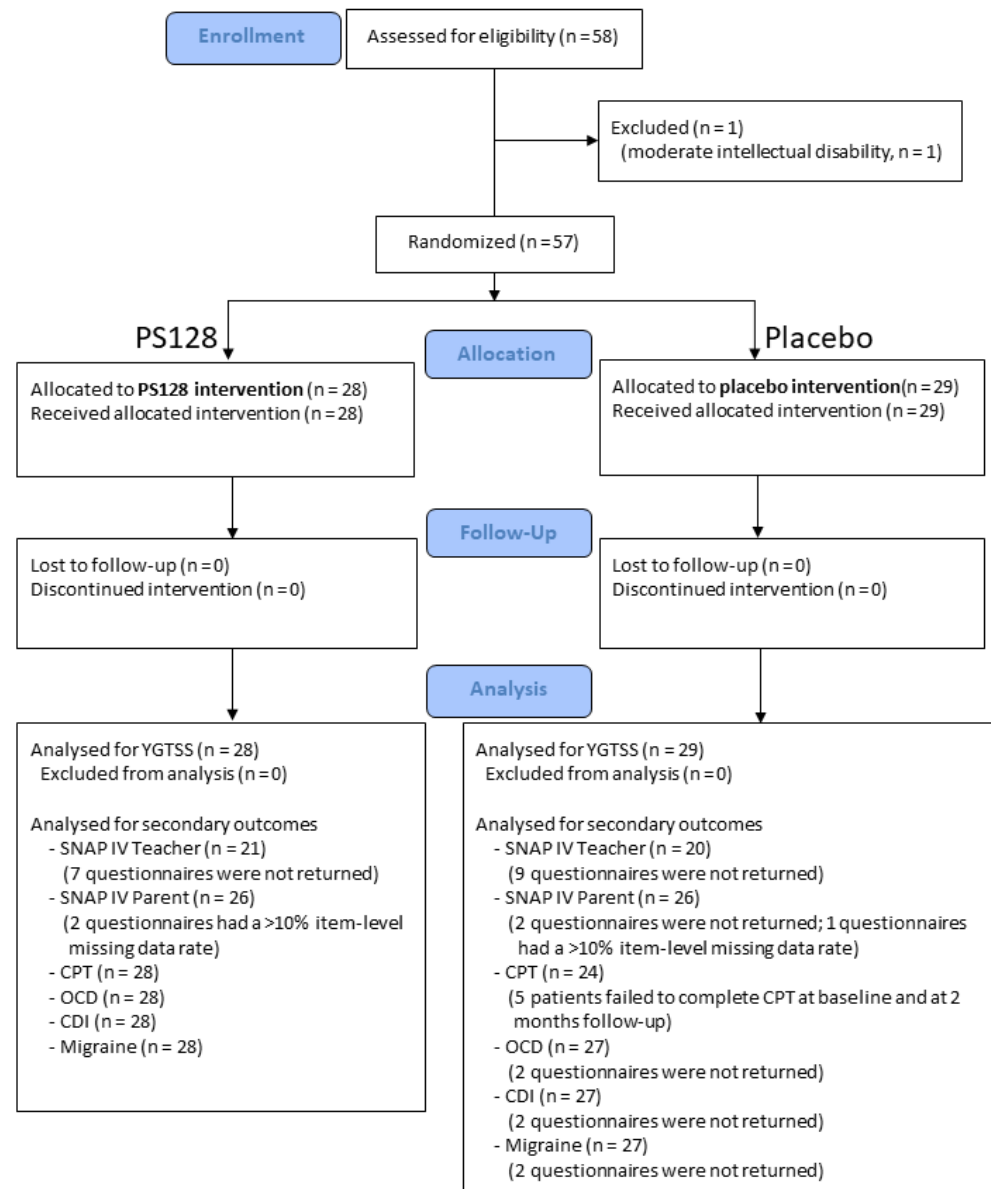 Enrollment
Assessed for eligibility (n = 58)
Excluded (n = 1)
(moderate intellectual disability, n = 1)
Randomized (n = 57)
PS128
Allocation
Placebo
Allocated to PS128 intervention (n = 28)
Received allocated intervention (n = 28)
Allocated to placebo intervention(n = 29)
Received allocated intervention (n = 29)
Follow-Up
Lost to follow-up (n = 0)
Discontinued intervention (n = 0)
Lost to follow-up (n = 0)
Discontinued intervention (n = 0)
Analysis
Analysed for YGTSS (n = 28)
Excluded from analysis (n = 0)
Analysed for secondary outcomes
- SNAP IV Teacher (n = 21)
(7 questionnaires were not returned)
- SNAP IV Parent (n = 26)
(2 questionnaires had a >10% item-level
missing data rate)
- CPT (n = 28)
- OCD (n = 28)
- CDI (n = 28)
- Migraine (n = 28)
Analysed for YGTSS (n = 29)
Excluded from analysis (n = 0)
Analysed for secondary outcomes
- SNAP IV Teacher (n = 20)
(9 questionnaires were not returned)
- SNAP IV Parent (n = 26)
(2 questionnaires were not returned; 1 questionnaires
had a >10% item-level missing data rate)
- CPT (n = 24)
(5 patients failed to complete CPT at baseline and at 2
months follow-up)
- OCD (n = 27)
(2 questionnaires were not returned)
- CDI (n = 27)
(2 questionnaires were not returned)
- Migraine (n = 27)
(2 questionnaires were not returned)